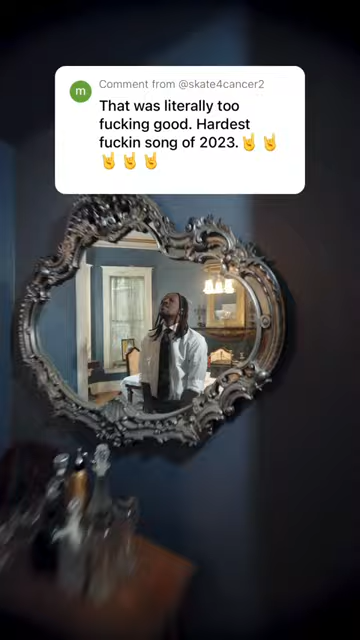 m
Comment from @skate4cancer2
That was literally too
fucking good. Hardest
fuckin song of 2023.🤘🤘
🤘🤘🤘